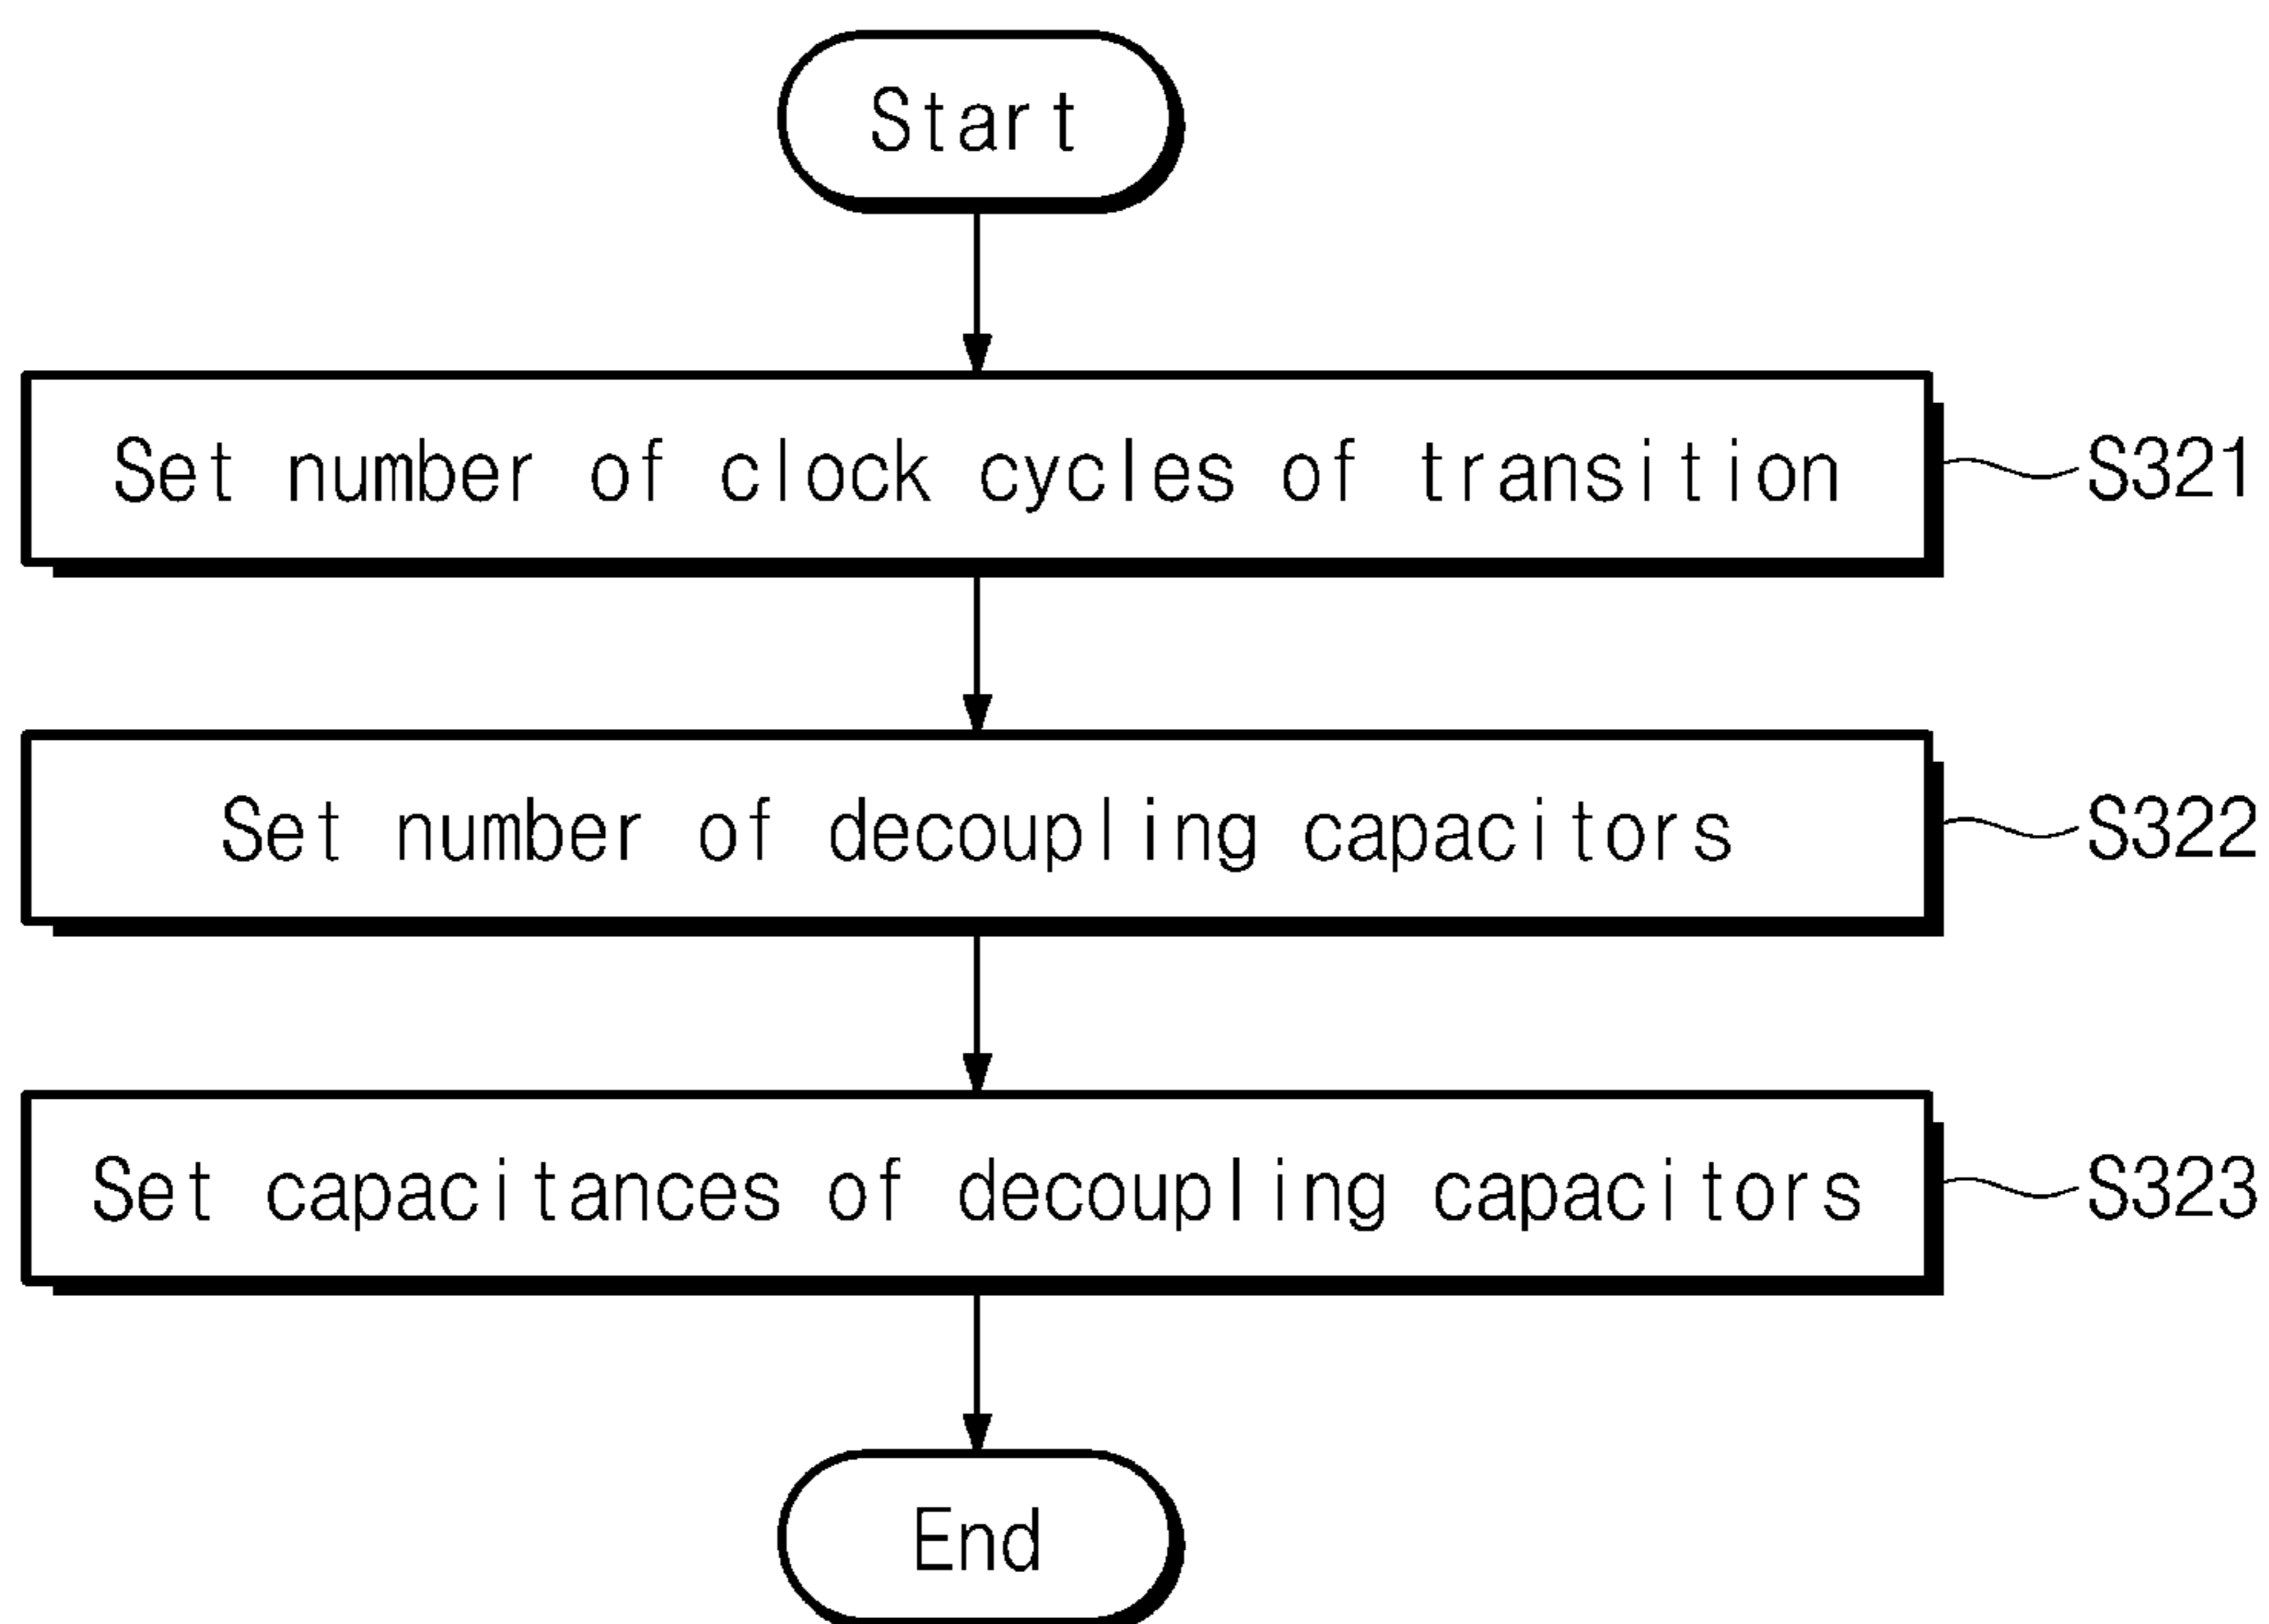 Start
Set number of clock cycles of transition
S321
Set number of decoupling capacitors
S322
Set capacitances of decoupling capacitors
S323
End